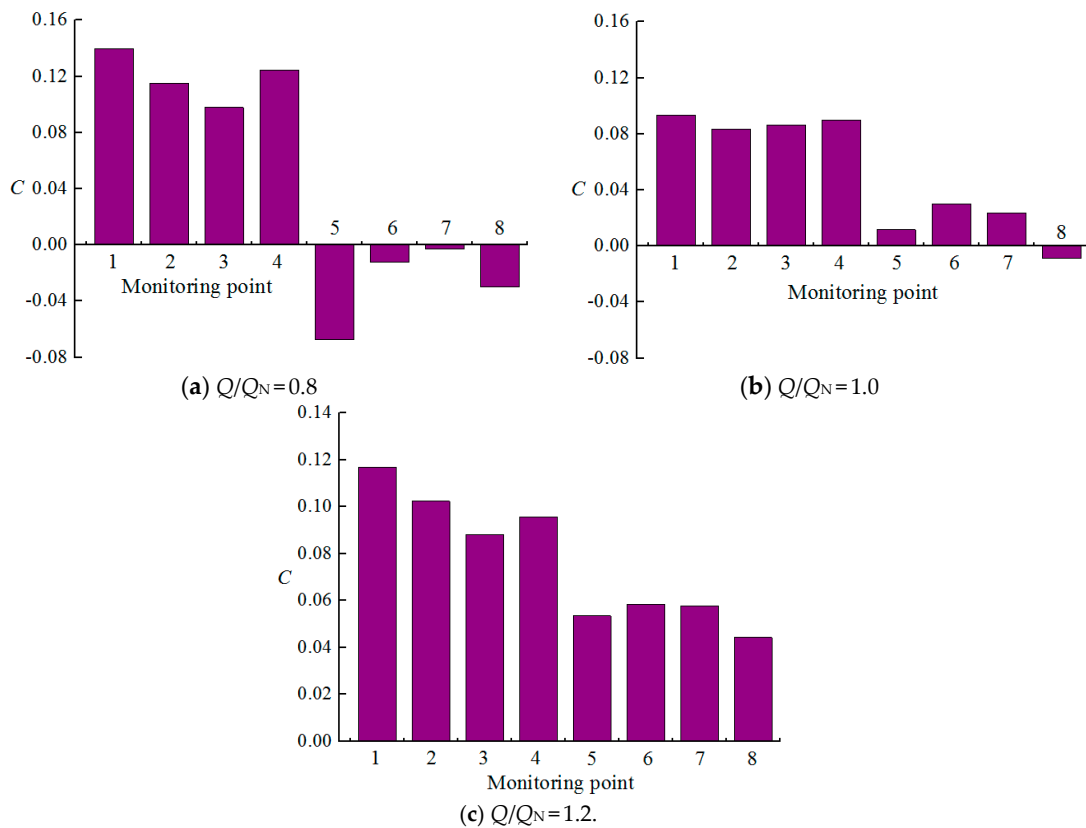 0.16
0.12
0.08
C 0.04
0.00
-0.04
-0.08
5 6 7 8
1 2 3 4
Monitoring point
(a) Q/QN=0.8
0.16
0.12
0.08
C 0.04
0.00
-0.04
-0.08
8
1 2 3 4 5 6 7
Monitoring point
(b) Q/QN=1.0
0.14
0.12
0.10
0.08
C
0.06
0.04
0.02
0.00
1 2 3 4 5 6 7 8
Monitoring point
(c) Q/QN=1.2.